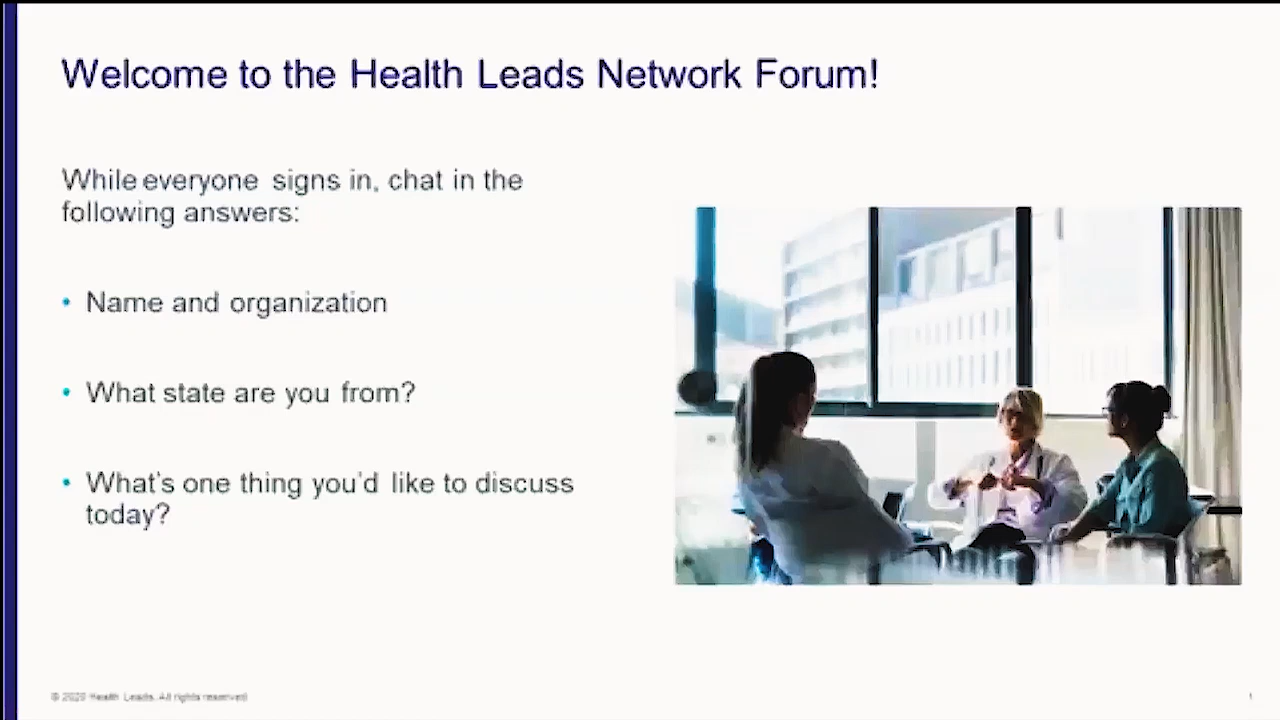 Welcome to the Health Leads Network Forum!
While everyone signs in, chat in the
following answers:
• Name and organization
• What state are you from?
• What's one thing you'd like to discuss
today?
© 2020 Health Leads. All rights reserved
1